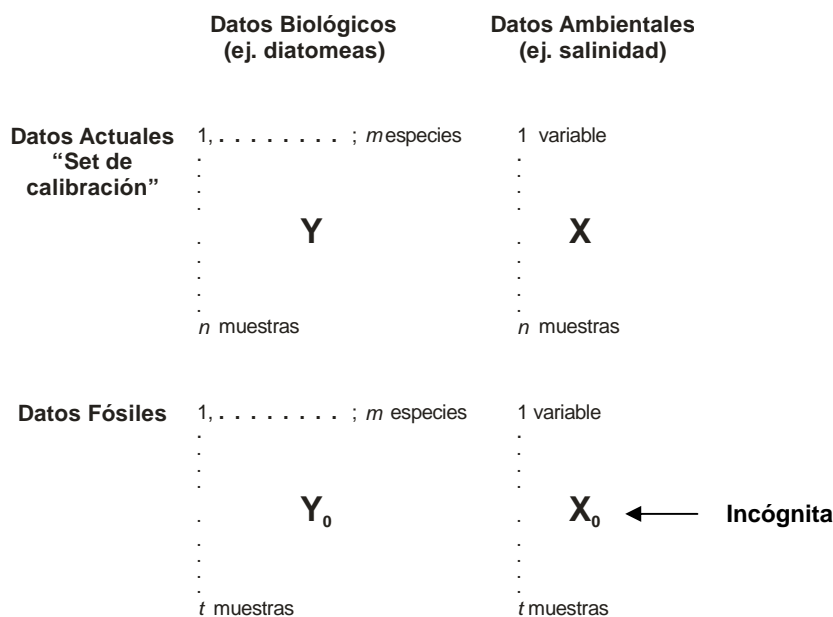 Datos Biológicos
(ej. diatomeas)
Datos Ambientales
(ej. salinidad)
Datos Actuales
“Set de
calibración”
1, . . . . . . . . ; m especies
1 variable
Y
X
n muestras
n muestras
Datos Fósiles
1, . . . . . . . . ; m especies
1 variable
Y₀
X₀
Incógnita
t muestras
t muestras